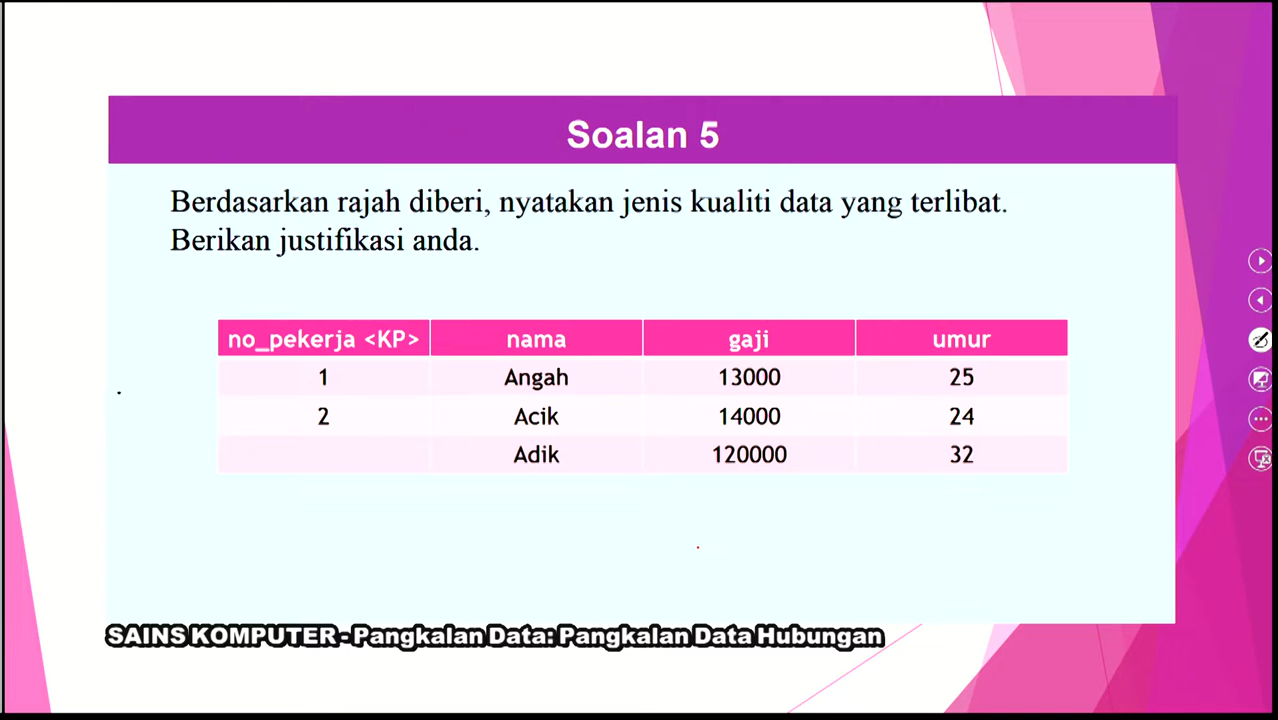 Soalan 5
Berdasarkan rajah diberi, nyatakan jenis kualiti data yang terlibat.
Berikan justifikasi anda.
no_pekerja <KP> nama gaji umur
1 Angah 13000 25
2 Acik 14000 24
Adik 120000 32
SAINS KOMPUTER - Pangkalan Data: Pangkalan Data Hubungan